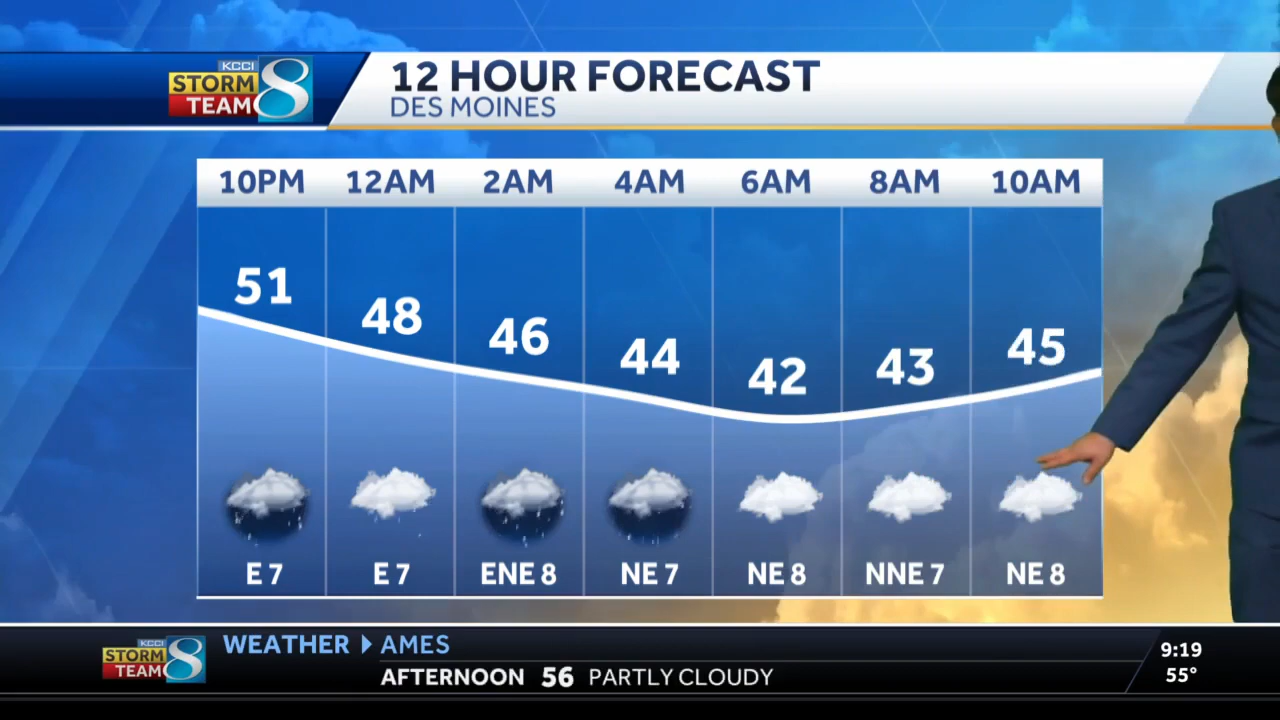 KCCI
STORM
TEAM 8
12 HOUR FORECAST
DES MOINES
10PM 12AM 2AM 4AM 6AM 8AM 10AM
51 48 46 44 42 43 45
E 7 E 7 ENE 8 NE 7 NE 8 NNE 7 NE 8
KCCI
STORM
TEAM 8
WEATHER AMES
AFTERNOON 56 PARTLY CLOUDY
9:19
55°